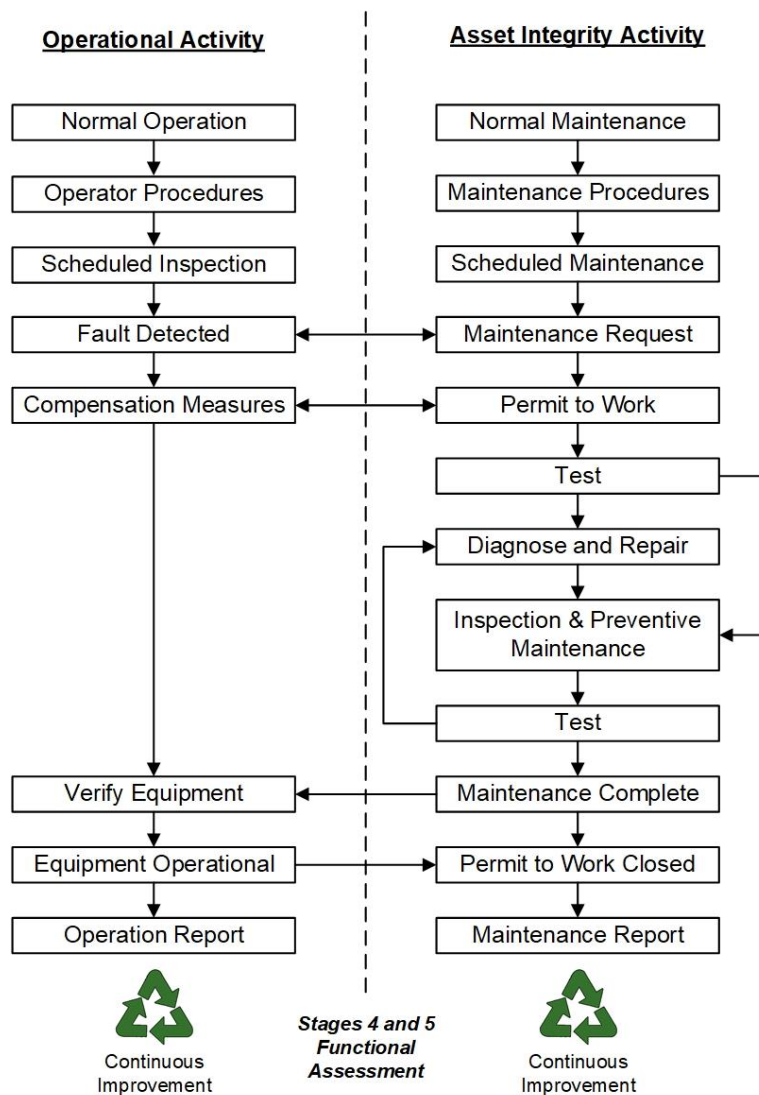 Operational Activity
Asset Integrity Activity
Normal Operation
Normal Maintenance
Operator Procedures
Maintenance Procedures
Scheduled Inspection
Scheduled Maintenance
Fault Detected
Maintenance Request
Compensation Measures
Permit to Work
Test
Diagnose and Repair
Inspection & Preventive
Maintenance
Test
Verify Equipment
Maintenance Complete
Equipment Operational
Permit to Work Closed
Operation Report
Maintenance Report
Continuous
Improvement
Stages 4 and 5
Functional
Assessment
Continuous
Improvement